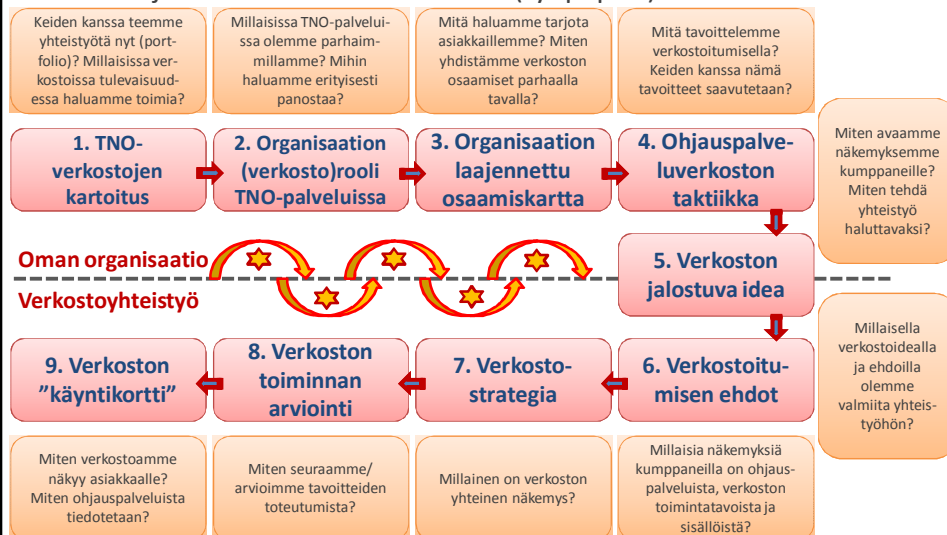 Keiden kanssa teemme
yhteistyötä nyt (port-
folio)? Millaisissa ver-
kostoissa tulevaisuud-
essa haluamme toimia?
Millaisissa TNO-palvelui-
ssa olemme parhaim-
millamme? Mihin
haluamme erityisesti
panostaa?
Mitä haluamme tarjota
asiakkaillemme? Miten
yhdistämme verkoston
osaamiset parhaalla
tavalla?
Mitä tavoittelemme
verkostoitumisella?
Keiden kanssa nämä
tavoitteet saavutetaan?
Miten avaamme
näkemyksemme
kumppaneille?
Miten tehdä
yhteistyö
haluttavaksi?
1. TNO-
verkostojen
kartoitus
2. Organisaation
(verkosto)rooli
TNO-palveluissa
3. Organisaation
laajennettu
osaamiskartta
4. Ohjauspalve-
luverkoston
taktiikka
Oman organisaatio
Verkostoyhteistyö
5. Verkoston
jalostuva idea
Millaisella
verkostoidealla
ja ehdoilla
olemme
valmiita yhteis-
työhön?
9. Verkoston
”käyntikortti”
8. Verkoston
toiminnan
arviointi
7. Verkosto-
strategia
6. Verkostoitu-
misen ehdot
Miten verkostoamme
näkyy asiakkaalle?
Miten ohjauspalveluista
tiedotetaan?
Miten seuraamme/
arvioimme tavoitteiden
toteutumista?
Millainen on verkoston
yhteinen näkemys?
Millaisia näkemyksiä
kumppaneilla on ohjaus-
palveluista, verkoston
toimintatavoista ja
sisällöistä?